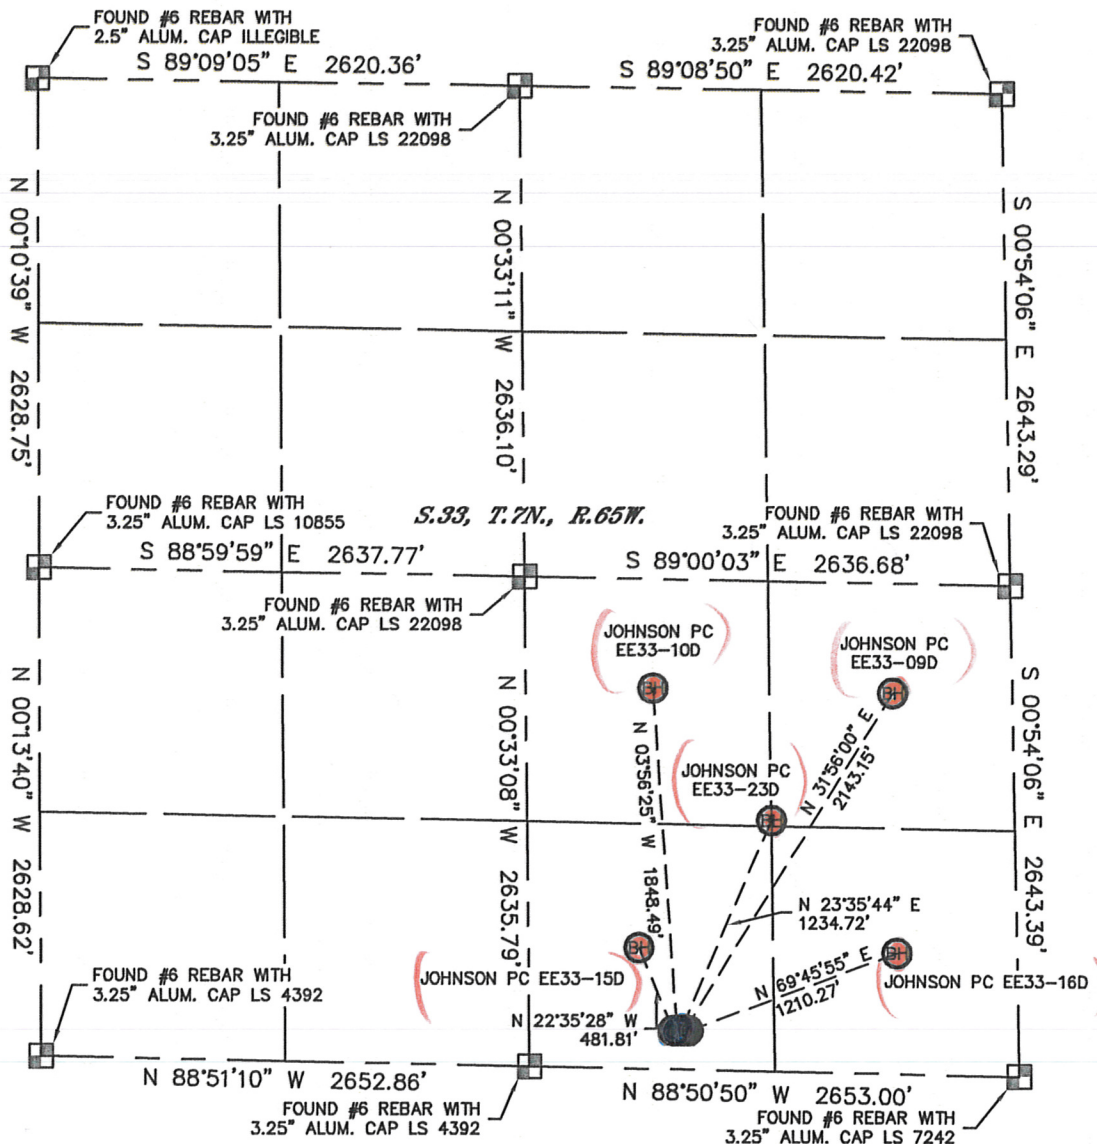 FOUND #6 REBAR WITH
2.5" ALUM. CAP ILLEGIBLE
FOUND #6 REBAR WITH
3.25" ALUM. CAP LS 22098
S 89°09'05" E 2620.36'
S 89°08'50" E 2620.42'
FOUND #6 REBAR WITH
3.25" ALUM. CAP LS 22098
N 00°10'39" W 2628.75'
N 00°33'11" W 2636.10'
S 00°54'06" E 2643.29'
FOUND #6 REBAR WITH
3.25" ALUM. CAP LS 10855
S.33, T.7N., R.65W.
FOUND #6 REBAR WITH
3.25" ALUM. CAP LS 22098
S 88°59'59" E 2637.77'
S 89°00'03" E 2636.68'
FOUND #6 REBAR WITH
3.25" ALUM. CAP LS 22098
JOHNSON PC
EE33-10D
JOHNSON PC
EE33-09D
BH
BH
N 00°13'40" W 2628.62'
N 00°33'08" W 2635.79'
N 03°56'25" W 1848.49'
N 31°56'00" E
2143.15'
S 00°54'06" E 2643.39'
JOHNSON PC
EE33-23D
BH
N 23°35'44" E
1234.72'
BH
BH
JOHNSON PC EE33-15D
N 69°45'55" E
1210.27'
JOHNSON PC EE33-16D
FOUND #6 REBAR WITH
3.25" ALUM. CAP LS 4392
N 22°35'28" W
481.81'
N 88°51'10" W 2652.86'
N 88°50'50" W 2653.00'
FOUND #6 REBAR WITH
3.25" ALUM. CAP LS 4392
FOUND #6 REBAR WITH
3.25" ALUM. CAP LS 7242